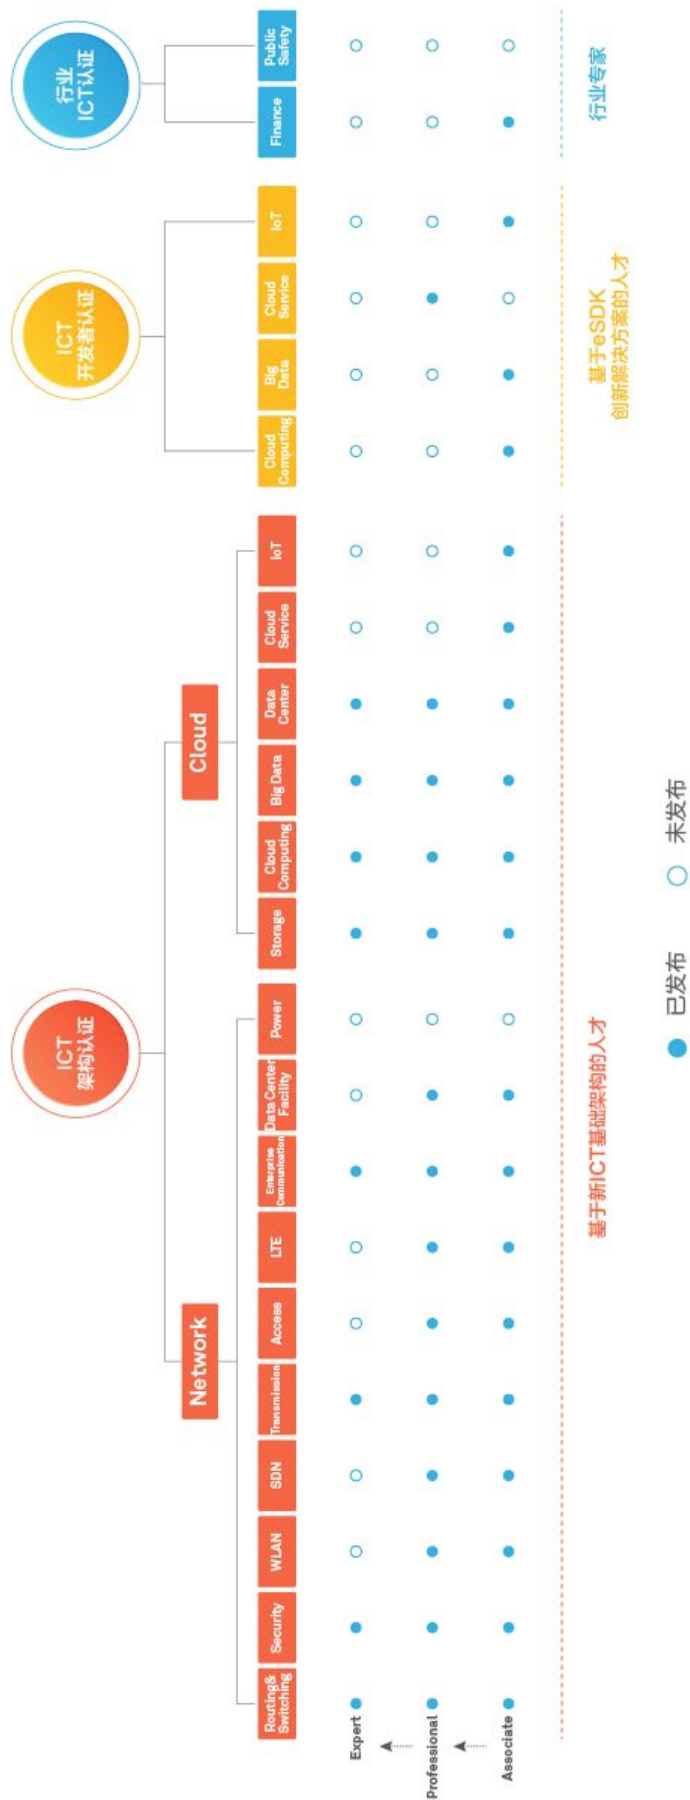 ICT
架构认证
ICT
开发者认证
行业
ICT认证
Network
Cloud
Routing&
Switching
Security
WLAN
SDN
Transmission
Access
LTE
Enterprise
Communication
Data Center
Facility
Power
Storage
Cloud
Computing
Big Data
Data
Center
Cloud
Service
IoT
Cloud
Computing
Big
Data
Cloud
Service
IoT
Finance
Public
Safety
Expert
Professional
Associate
基于新ICT基础架构的人才
基于eSDK
创新解决方案的人才
行业专家
已发布
未发布